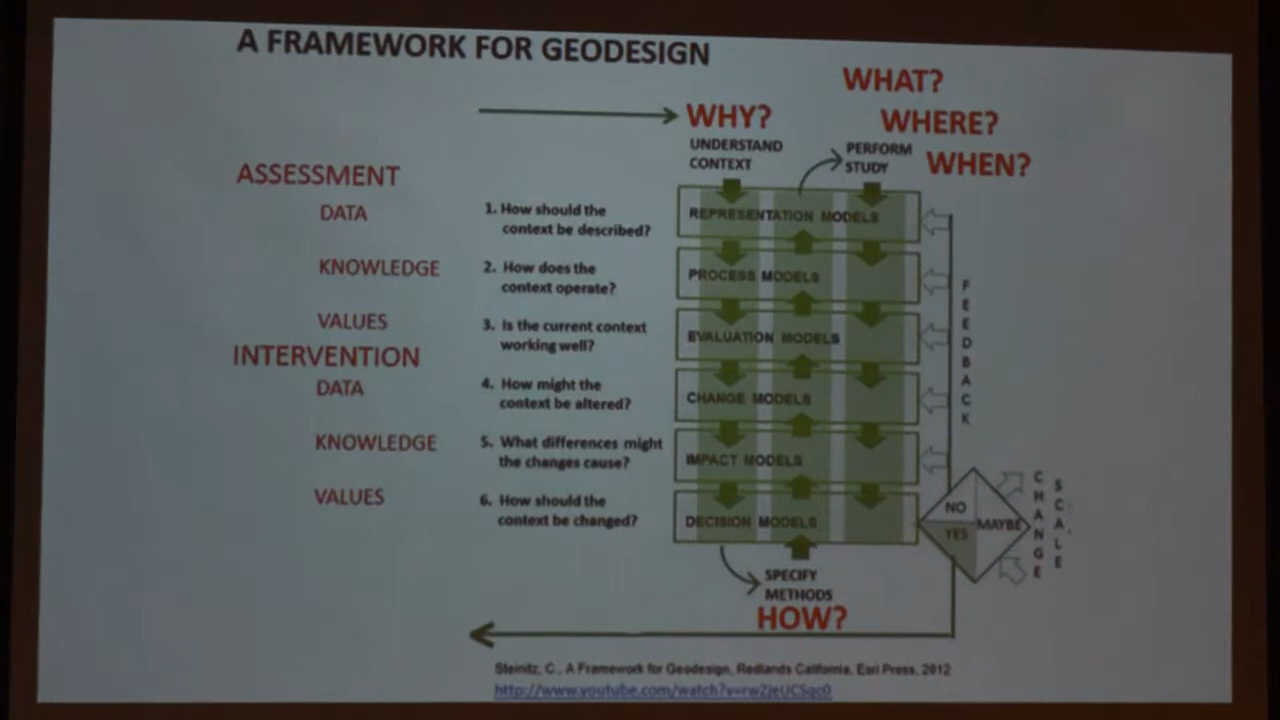 A FRAMEWORK FOR GEODESIGN
WHAT?
WHY?
WHERE?
WHEN?
UNDERSTAND
CONTEXT
PERFORM
STUDY
ASSESSMENT
DATA
1. How should the
context be described?
REPRESENTATION MODELS
KNOWLEDGE
2. How does the
context operate?
PROCESS MODELS
VALUES
3. Is the current context
working well?
EVALUATION MODELS
INTERVENTION
DATA
4. How might the
context be altered?
CHANGE MODELS
KNOWLEDGE
5. What differences might
the changes cause?
IMPACT MODELS
VALUES
6. How should the
context be changed?
DECISION MODELS
FEEDBACK
NO
MAYBE
YES
CHANGE
SCALE
SPECIFY
METHODS
HOW?
Steinitz, C., A Framework for Geodesign, Redlands California, Esri Press, 2012